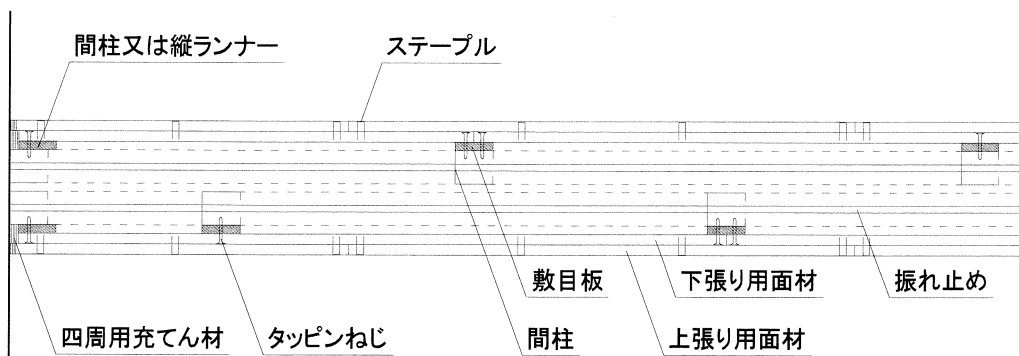 間柱又は縦ランナー
ステープル
敷目板
下張り用面材
振れ止め
四周用充てん材
タッピンねじ
間柱
上張り用面材